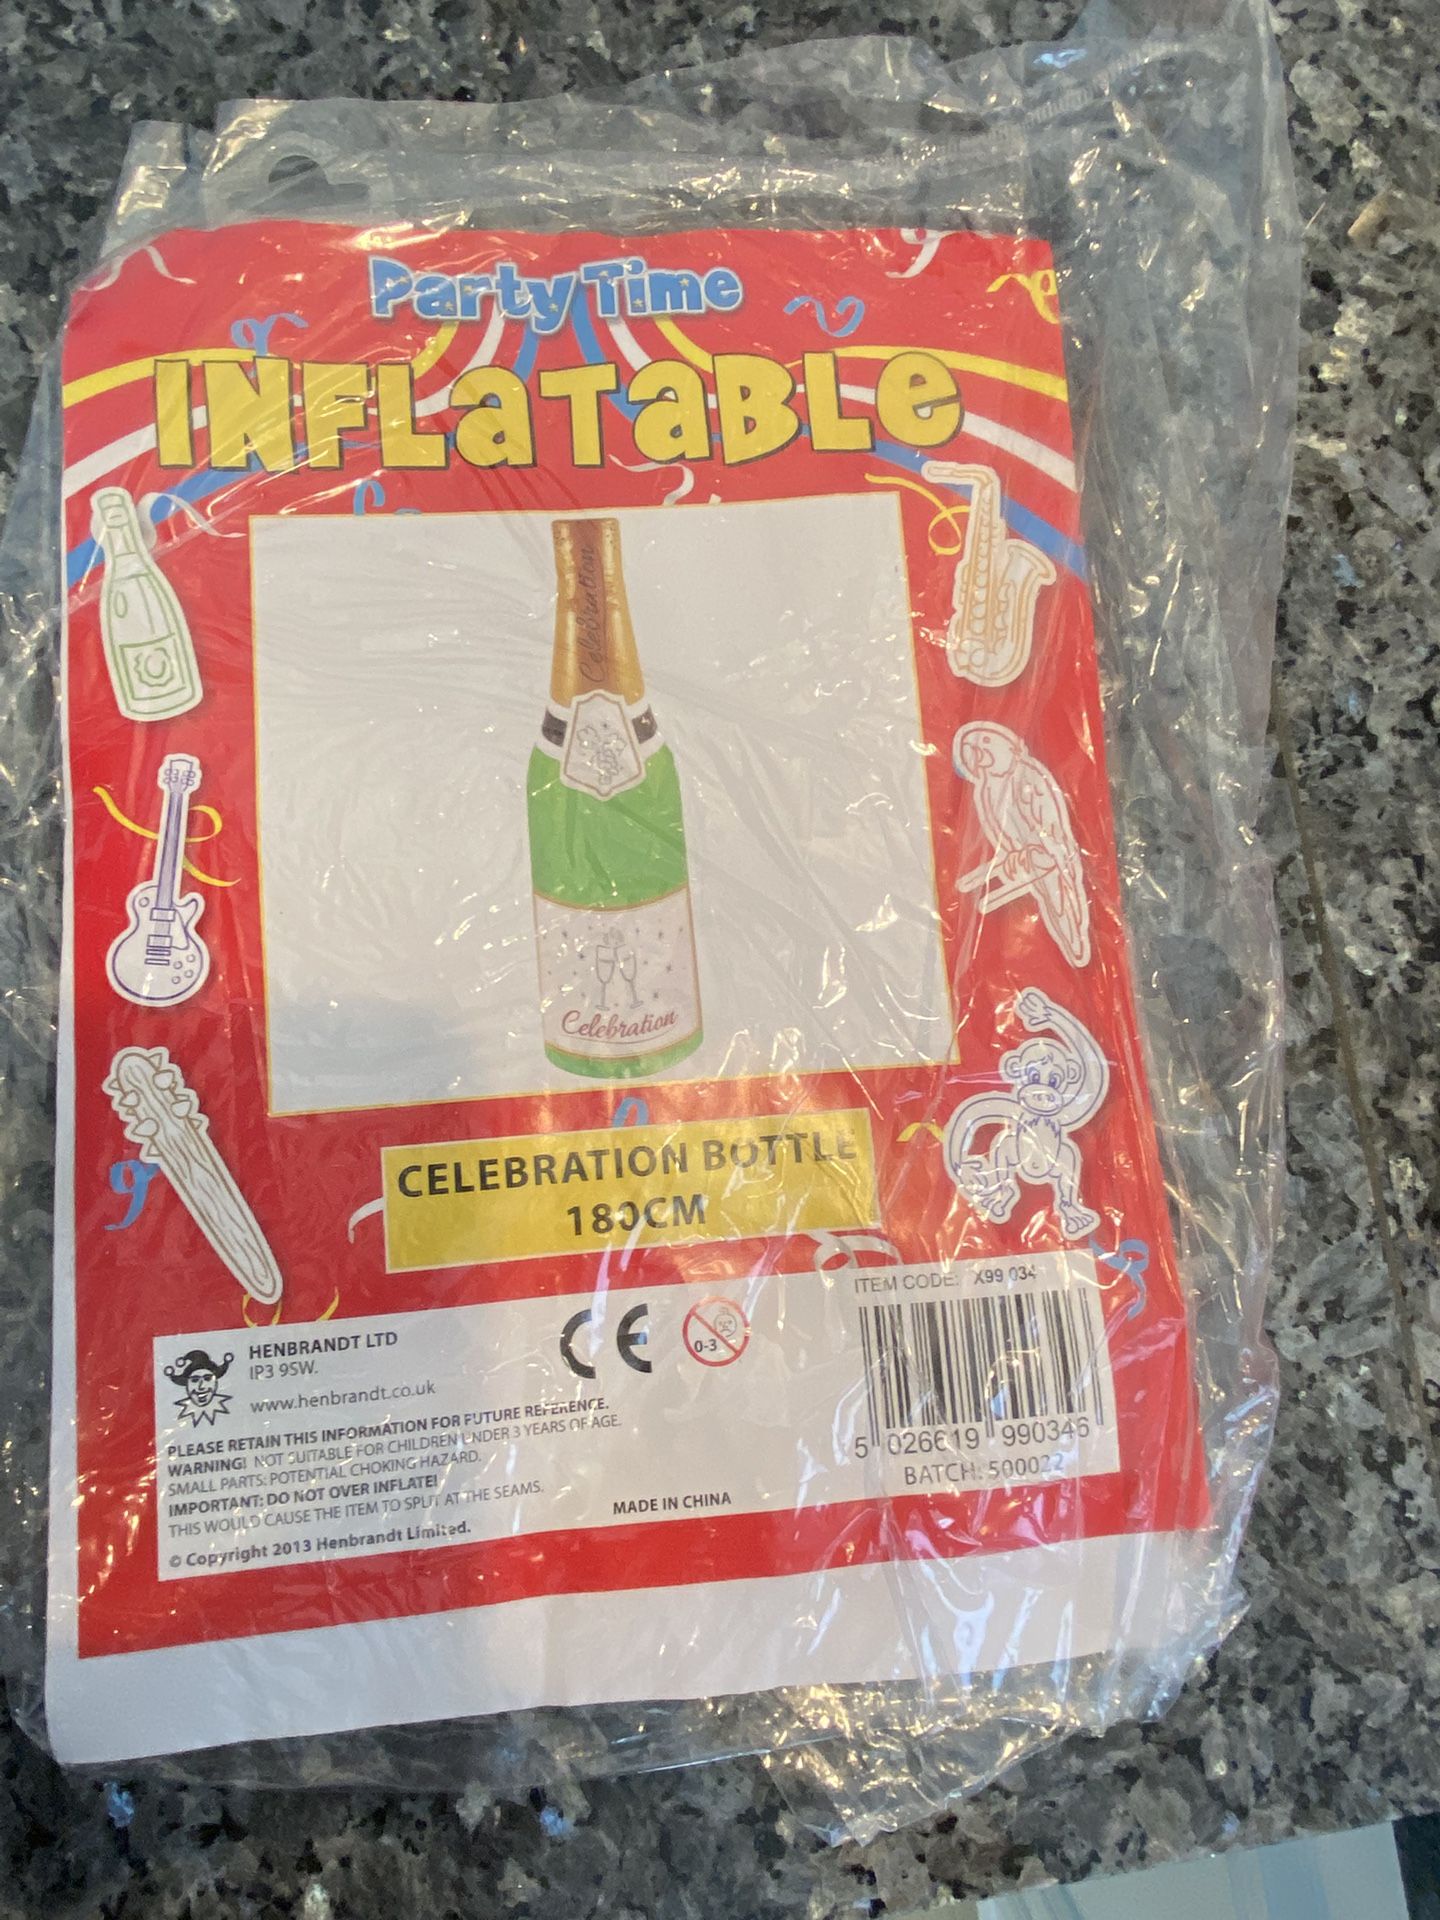 Party Time
INFLaTaBLe
Celebration
Celebration
CELEBRATION BOTTLE
180CM
ITEM CODE: X99 034
HENBRANDT LTD
IP3 9SW.
www.henbrandt.co.uk
CE
0-3
PLEASE RETAIN THIS INFORMATION FOR FUTURE REFERENCE.
WARNING! NOT SUITABLE FOR CHILDREN UNDER 3 YEARS OF AGE.
SMALL PARTS: POTENTIAL CHOKING HAZARD.
IMPORTANT: DO NOT OVER INFLATE!
THIS WOULD CAUSE THE ITEM TO SPLIT AT THE SEAMS.
© Copyright 2013 Henbrandt Limited.
MADE IN CHINA
5 026619 990346
BATCH: 500022